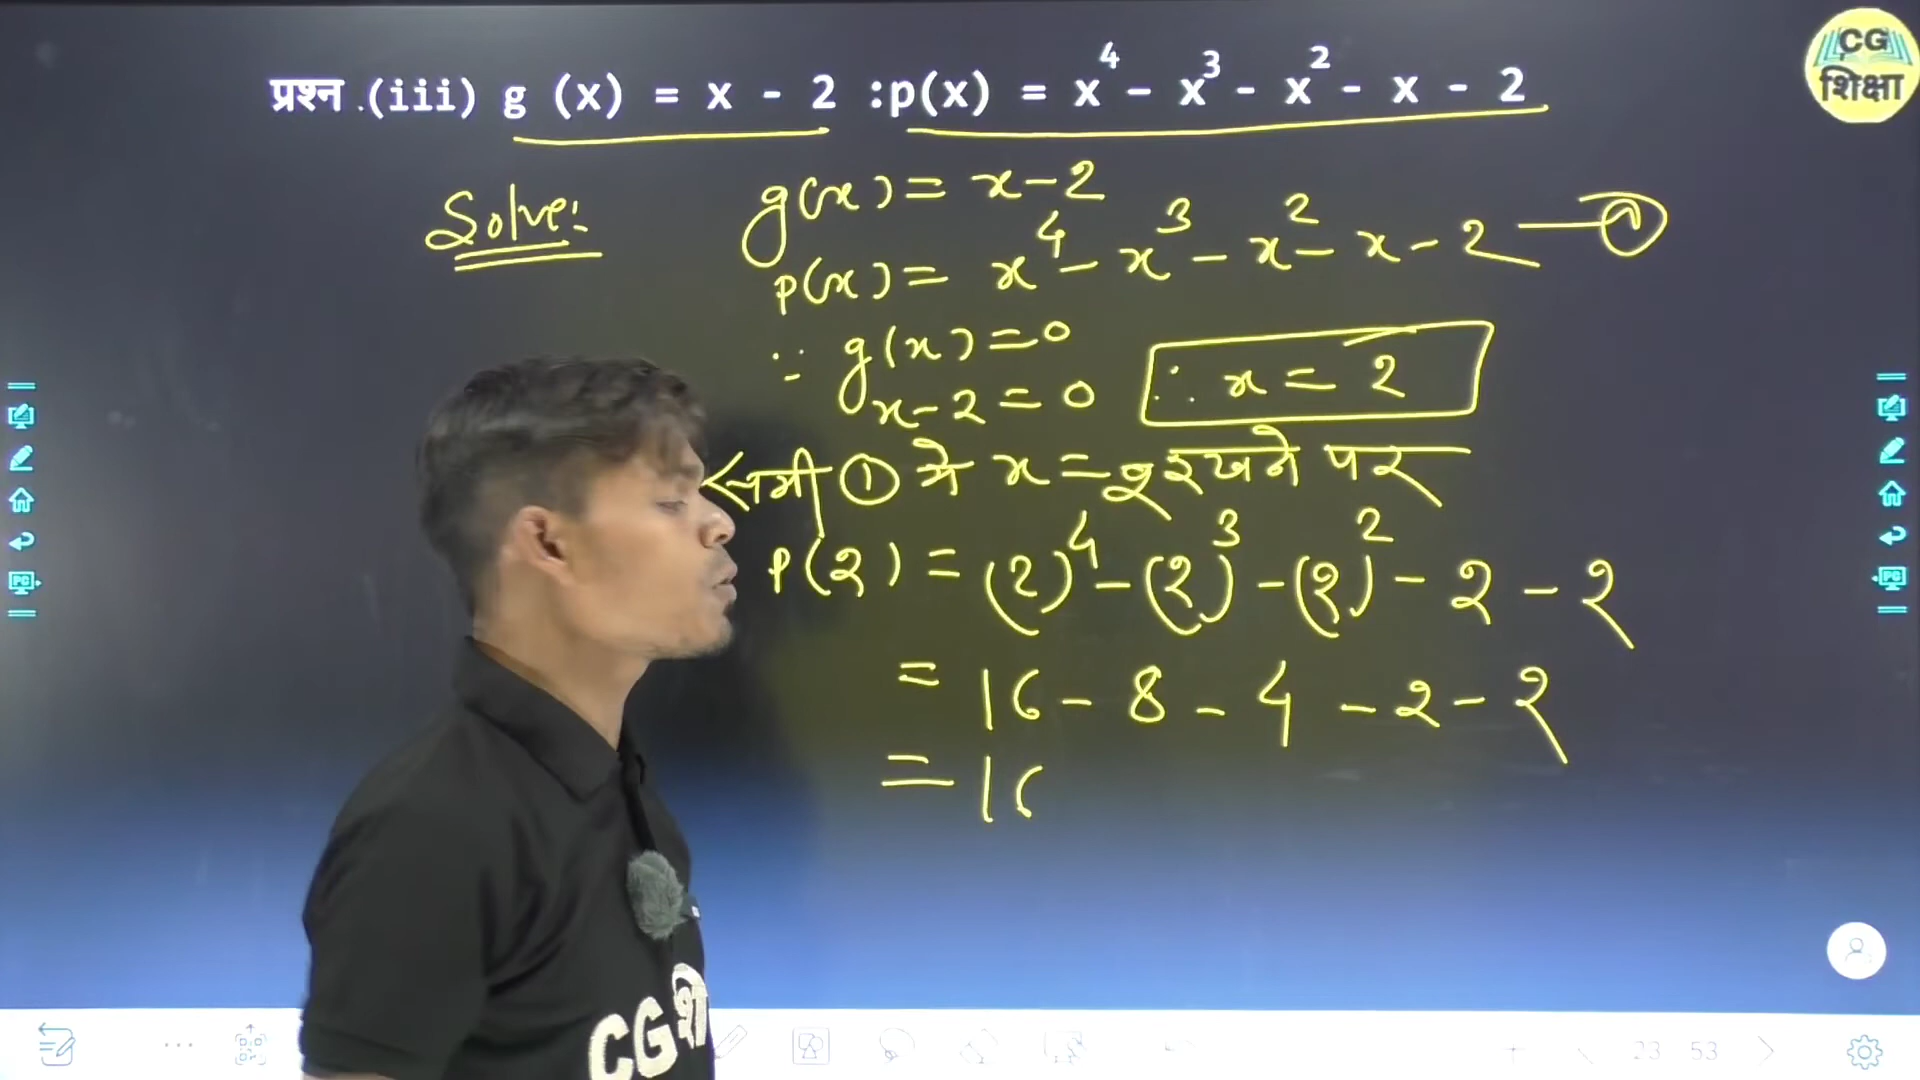 प्रश्न .(iii) g (x) = x - 2 :p(x) = x⁴ - x³ - x² - x - 2
CG
शिक्षा
Solve:
g(x) = x-2
p(x) = x⁴ - x³ - x² - x - 2 — ①
∵ g(x) = 0
x-2 = 0 ∴ x = 2
समी ① मे x = 2 रखने पर
p(2) = (2)⁴ - (2)³ - (2)² - 2 - 2
= 16 - 8 - 4 - 2 - 2
= 16
CG शि
23 53